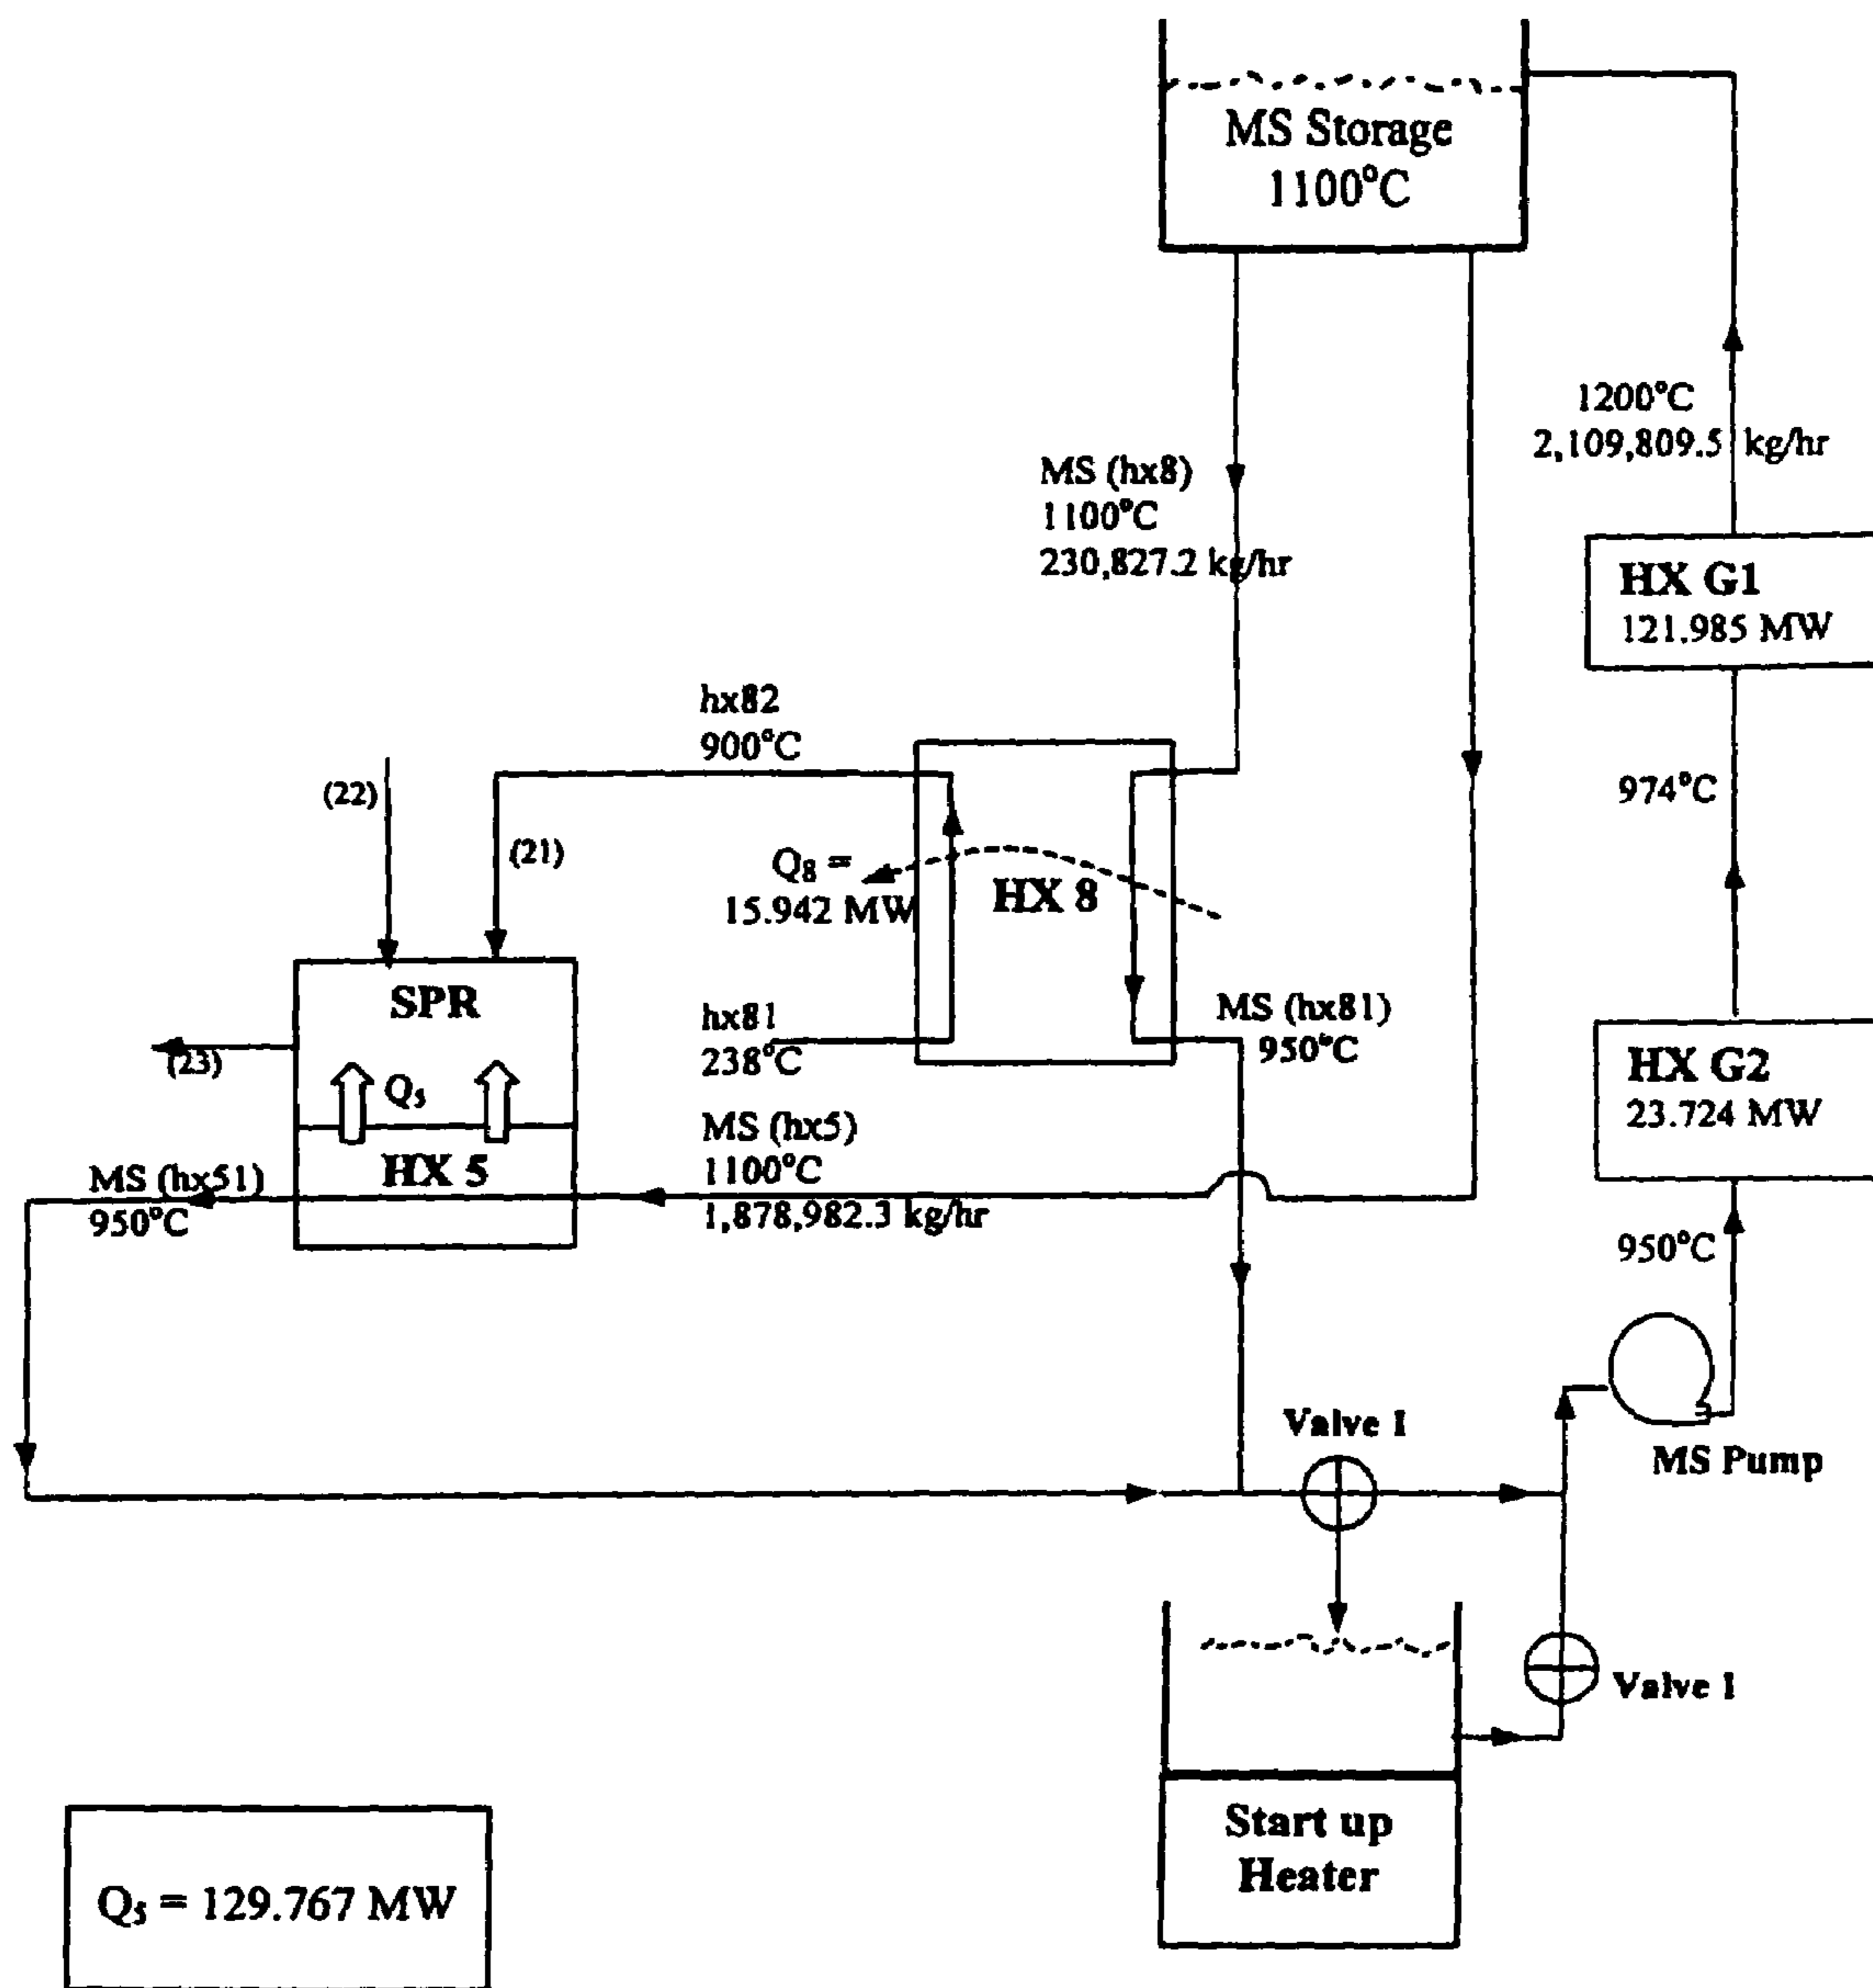 MS Storage
1100°C
1200°C
2,109,809.5 kg/hr
MS (hx8)
1100°C
230,827.2 kg/hr
HX G1
121.985 MW
hx82
900°C
974°C
(22)
(21)
Q8 =
15.942 MW
HX 8
SPR
hx81
238°C
MS (hx81)
950°C
(23)
Q5
HX G2
23.724 MW
MS (hx5)
1100°C
1,878,982.3 kg/hr
HX 5
MS (hx51)
950°C
950°C
Valve 1
MS Pump
Valve 1
Start up
Heater
Q5 = 129.767 MW